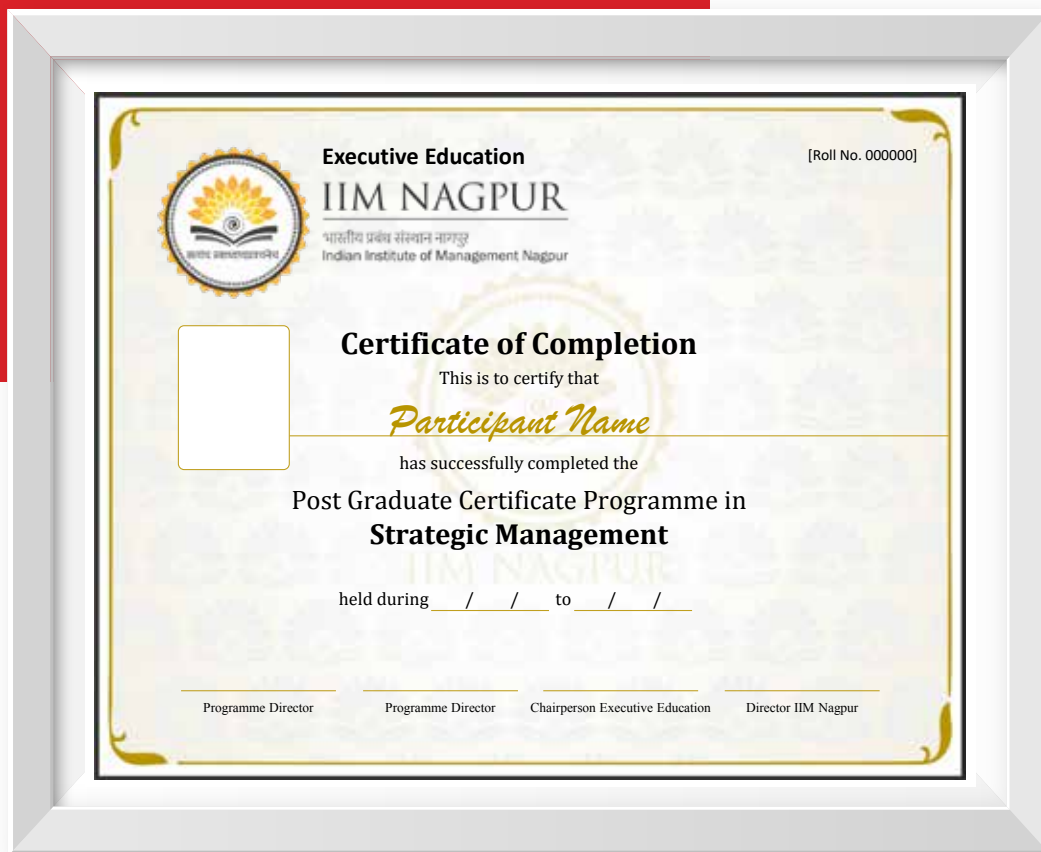 Executive Education
[Roll No. 000000]
IIM NAGPUR
भारतीय प्रबंध संस्थान नागपुर
Indian Institute of Management Nagpur
Certificate of Completion
This is to certify that
Participant Name
has successfully completed the
Post Graduate Certificate Programme in
Strategic Management
IIM NAGPUR
held during / / to / /
Programme Director
Programme Director
Chairperson Executive Education
Director IIM Nagpur